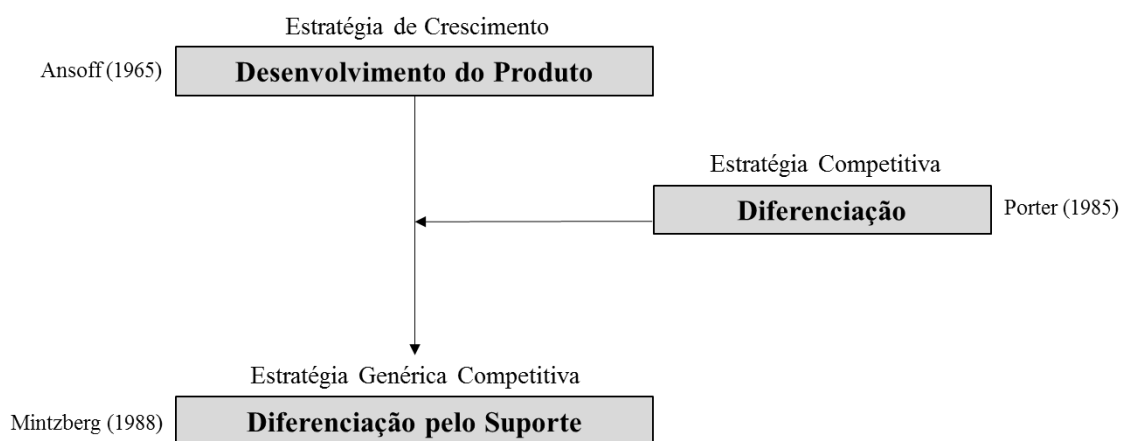 Estratégia de Crescimento
Ansoff (1965)
Desenvolvimento do Produto
Estratégia Competitiva
Diferenciação
Porter (1985)
Estratégia Genérica Competitiva
Mintzberg (1988)
Diferenciação pelo Suporte